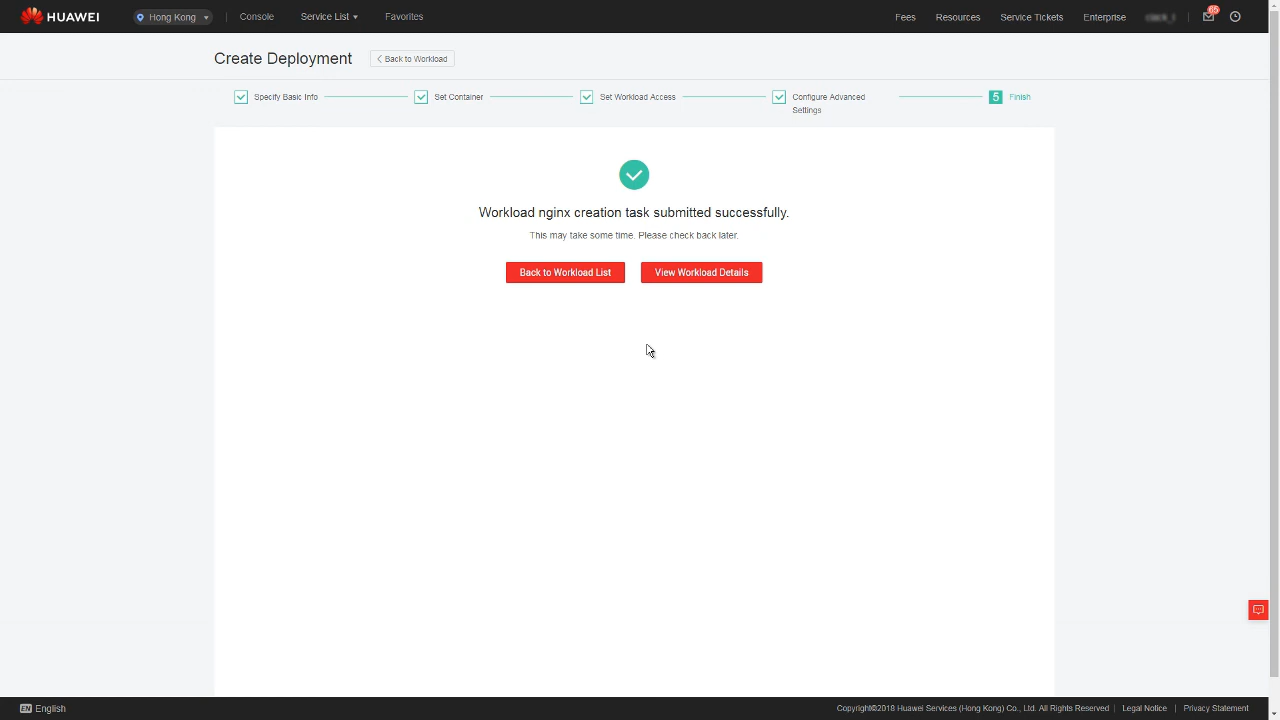 HUAWEI Hong Kong Console Service List Favorites Fees Resources Service Tickets Enterprise 65
Create Deployment Back to Workload
Specify Basic Info Set Container Set Workload Access Configure Advanced Settings 5 Finish
Workload nginx creation task submitted successfully.
This may take some time. Please check back later.
Back to Workload List View Workload Details
EN English Copyright©2018 Huawei Services (Hong Kong) Co., Ltd. All Rights Reserved Legal Notice Privacy Statement